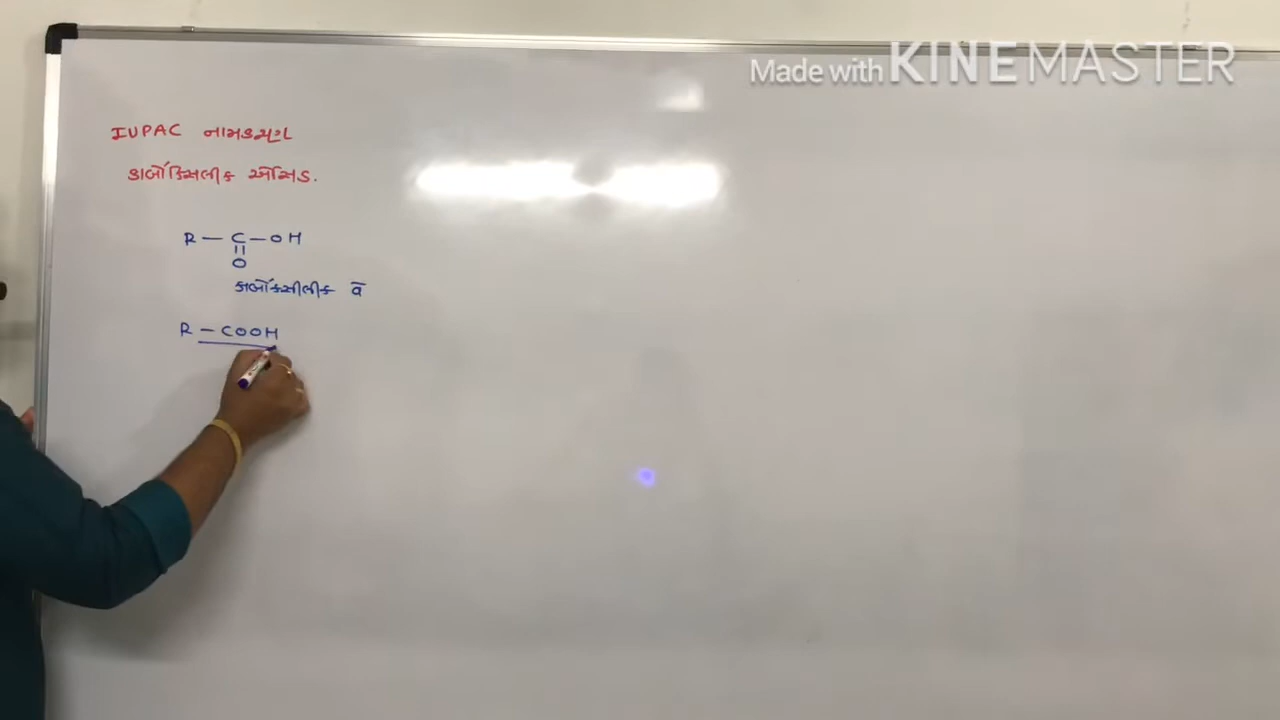 Made with KINEMASTER
IUPAC નામકરણ
કાર્બોક્સિલીક એસિડ.
R — C — OH
||
O
કાર્બોક્સીલીક
R — COOH